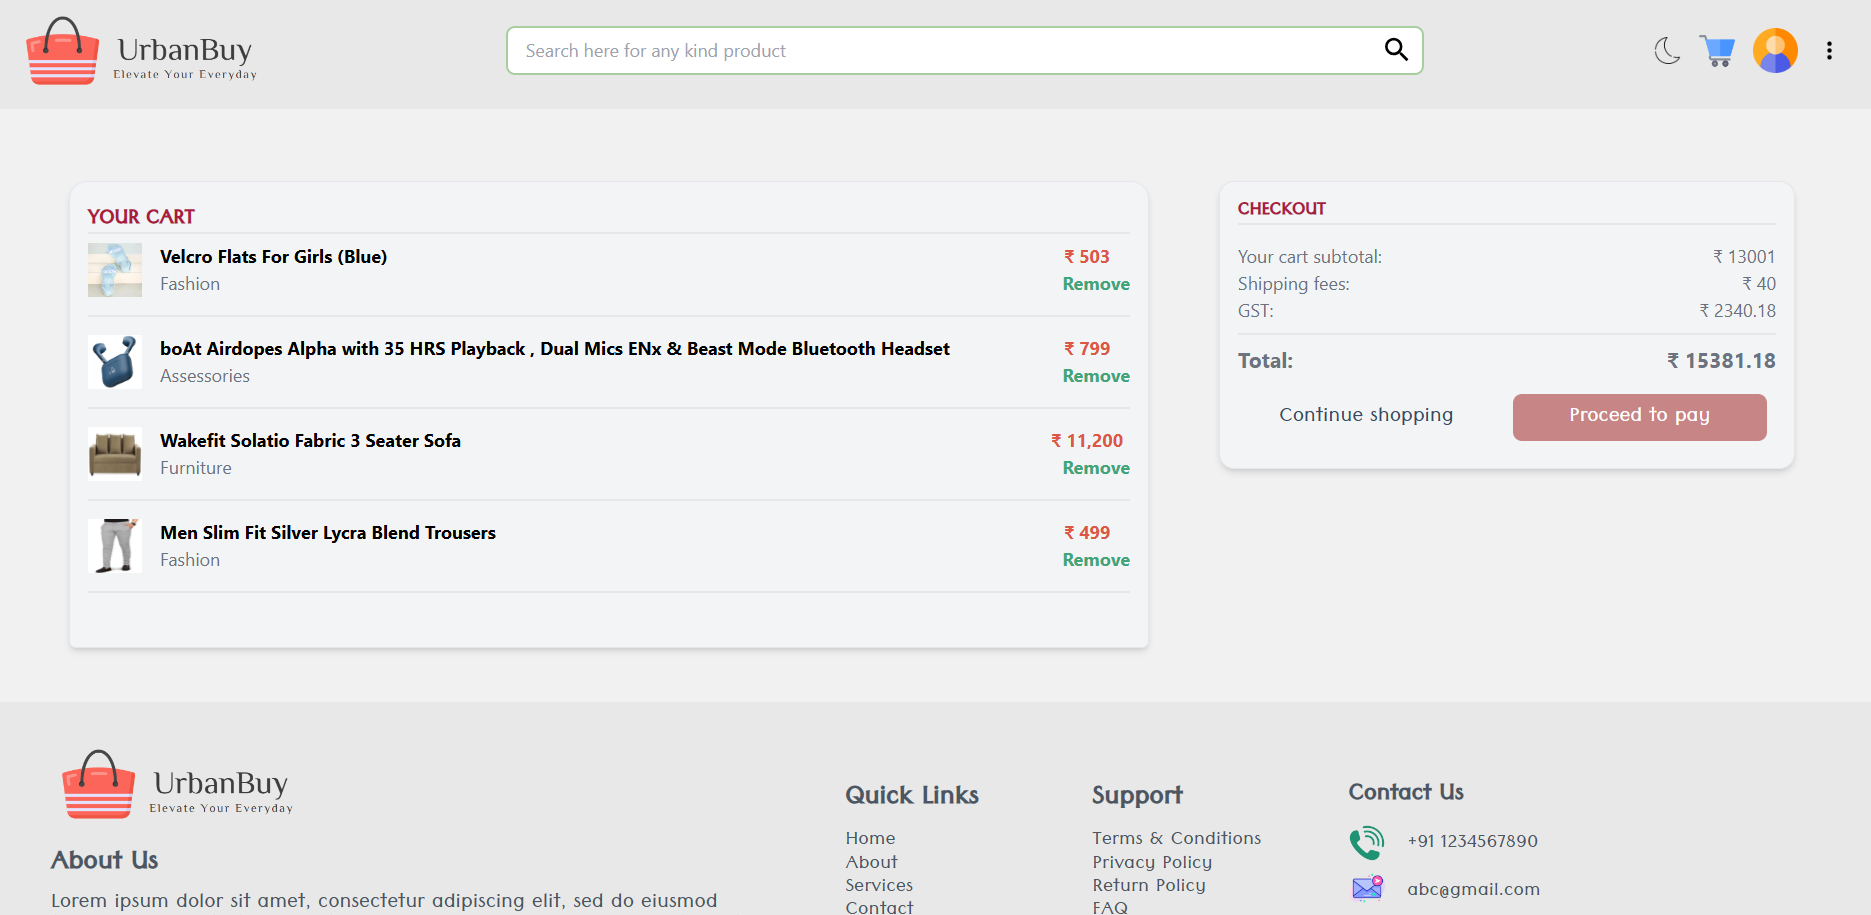 UrbanBuy
Elevate Your Everyday
Search here for any kind product
YOUR CART
Velcro Flats For Girls (Blue) ₹ 503
Fashion Remove
boAt Airdopes Alpha with 35 HRS Playback , Dual Mics ENx & Beast Mode Bluetooth Headset ₹ 799
Assessories Remove
Wakefit Solatio Fabric 3 Seater Sofa ₹ 11,200
Furniture Remove
Men Slim Fit Silver Lycra Blend Trousers ₹ 499
Fashion Remove
CHECKOUT
Your cart subtotal: ₹ 13001
Shipping fees: ₹ 40
GST: ₹ 2340.18
Total: ₹ 15381.18
Continue shopping Proceed to pay
UrbanBuy
Elevate Your Everyday
About Us
Lorem ipsum dolor sit amet, consectetur adipiscing elit, sed do eiusmod
Quick Links
Home
About
Services
Contact
Support
Terms & Conditions
Privacy Policy
Return Policy
FAQ
Contact Us
+91 1234567890
abc@gmail.com